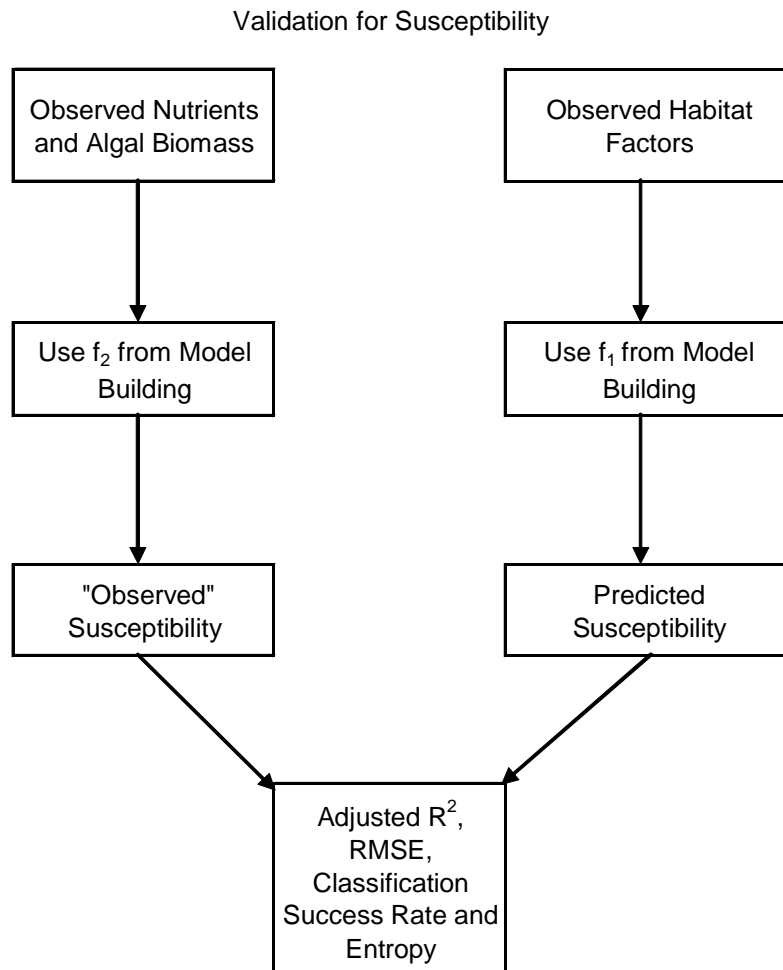 Validation for Susceptibility
Observed Nutrients
and Algal Biomass
Observed Habitat
Factors
Use f₂ from Model
Building
Use f₁ from Model
Building
"Observed"
Susceptibility
Predicted
Susceptibility
Adjusted R²,
RMSE,
Classification
Success Rate and
Entropy